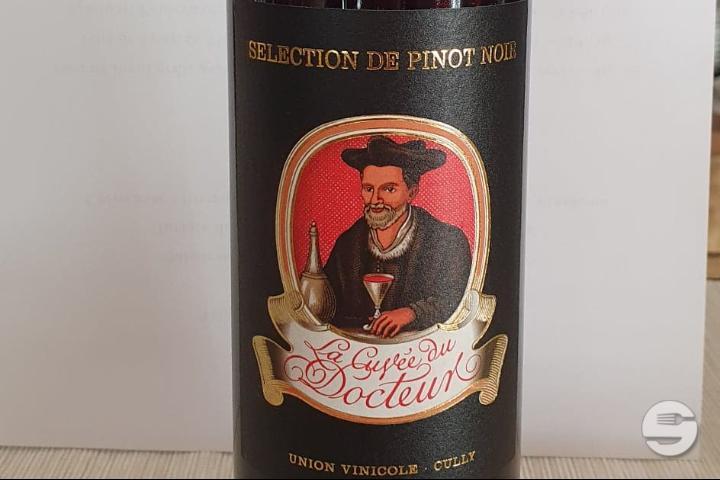 SELECTION DE PINOT NOIR
La Cuvée du
Docteur
UNION VINICOLE · CULLY